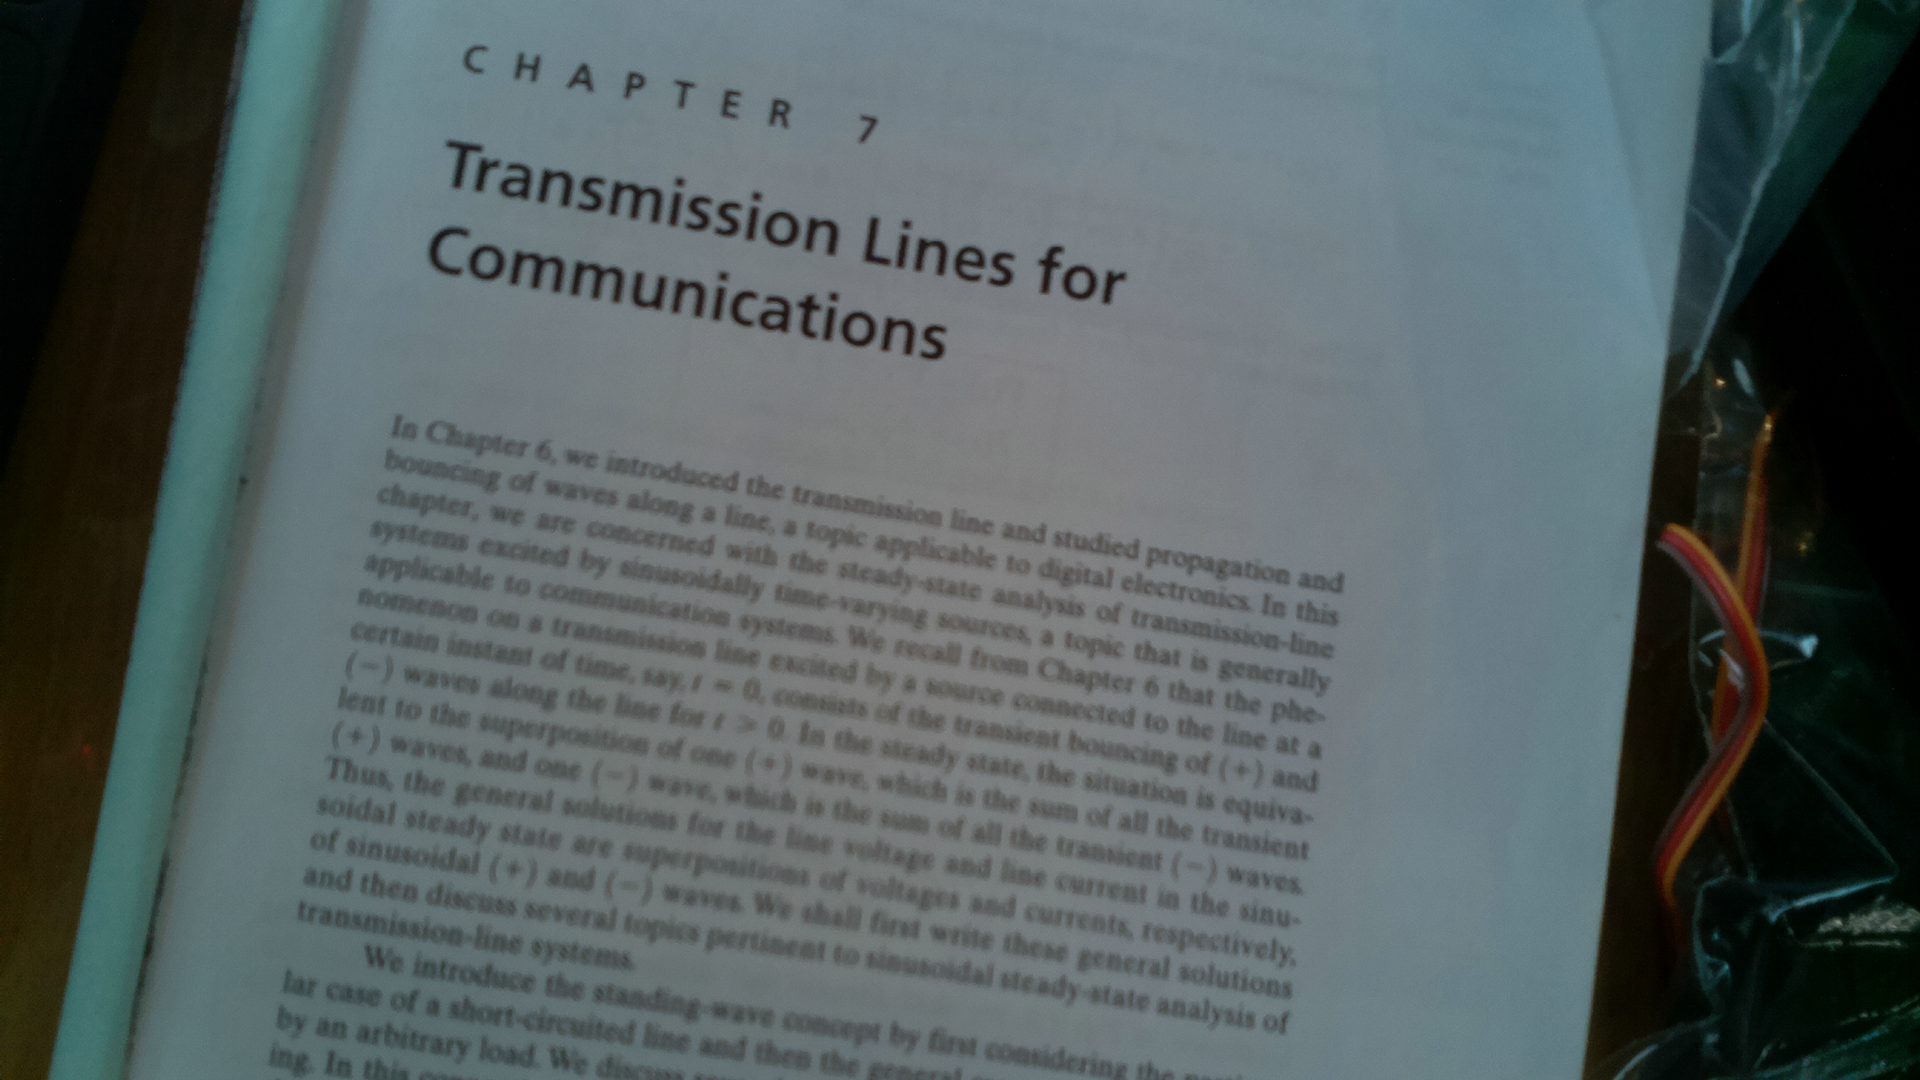 CHAPTER 7
Transmission Lines for
Communications
In Chapter 6, we introduced the transmission line and studied propagation and
bouncing of waves along a line, a topic applicable to digital electronics. In this
chapter, we are concerned with the steady-state analysis of transmission-line
systems excited by sinusoidally time-varying sources, a topic that is generally
applicable to communication systems. We recall from Chapter 6 that the phe-
nomenon on a transmission line excited by a source connected to the line at a
certain instant of time, say, t = 0, consists of the transient bouncing of (+) and
(−) waves along the line for t > 0. In the steady state, the situation is equiva-
lent to the superposition of one (+) wave, which is the sum of all the transient
(+) waves, and one (−) wave, which is the sum of all the transient (−) waves.
Thus, the general solutions for the line voltage and line current in the sinu-
soidal steady state are superpositions of voltages and currents, respectively,
of sinusoidal (+) and (−) waves. We shall first write these general solutions
and then discuss several topics pertinent to sinusoidal steady-state analysis of
transmission-line systems.
We introduce the standing-wave concept by first considering the
lar case of a short-circuited line and then the general
by an arbitrary load. We discuss
ing. In this